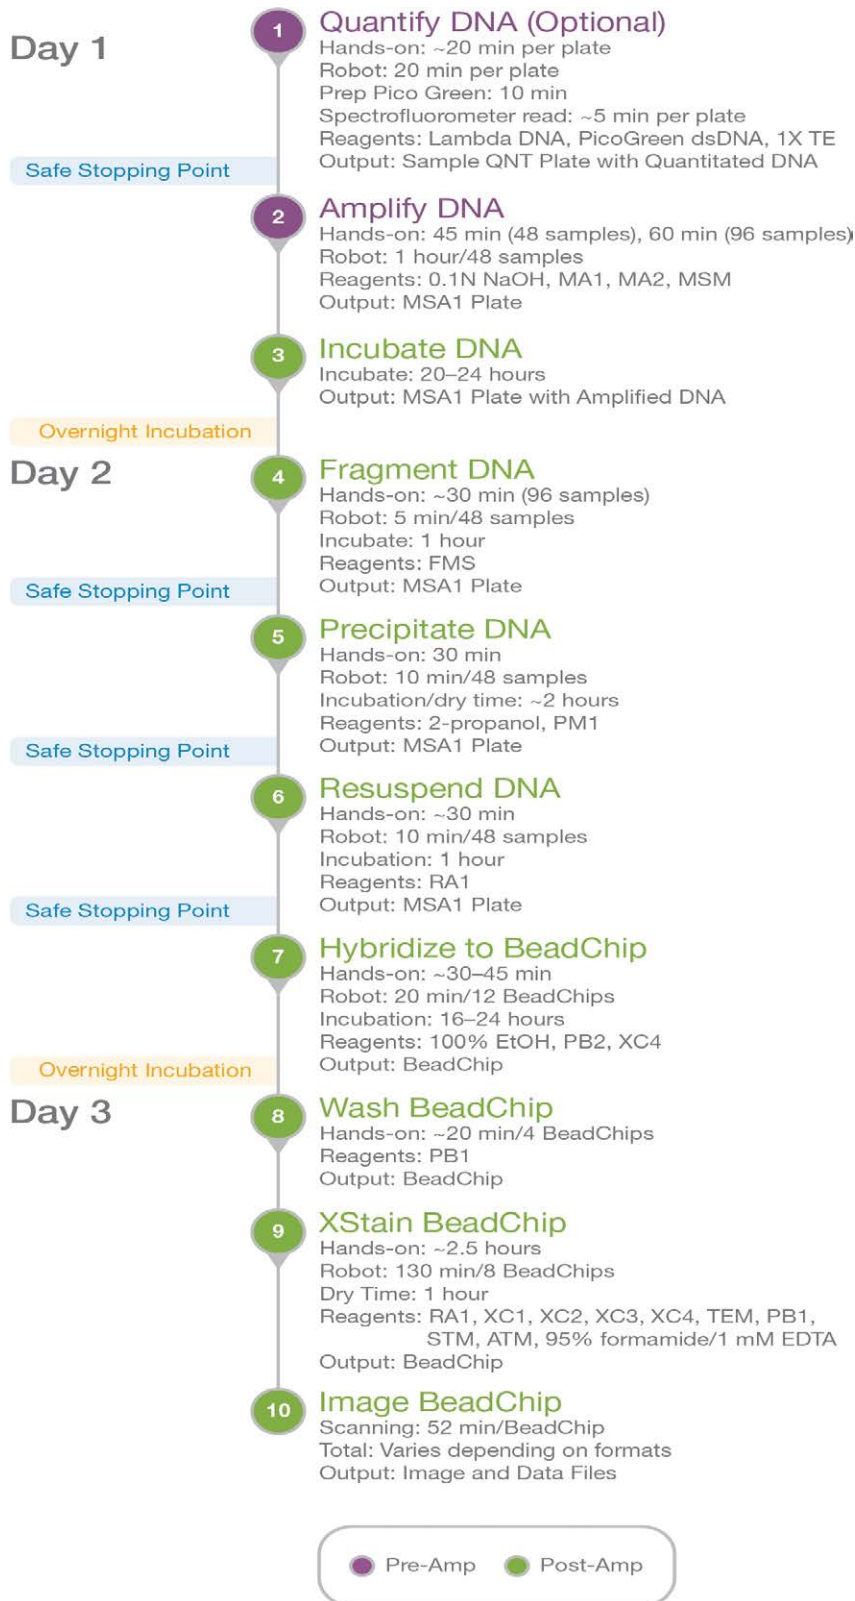 Day 1
1
Quantify DNA (Optional)
Hands-on: ~20 min per plate
Robot: 20 min per plate
Prep Pico Green: 10 min
Spectrofluorometer read: ~5 min per plate
Reagents: Lambda DNA, PicoGreen dsDNA, 1X TE
Output: Sample QNT Plate with Quantitated DNA
Safe Stopping Point
2
Amplify DNA
Hands-on: 45 min (48 samples), 60 min (96 samples)
Robot: 1 hour/48 samples
Reagents: 0.1N NaOH, MA1, MA2, MSM
Output: MSA1 Plate
3
Incubate DNA
Incubate: 20–24 hours
Output: MSA1 Plate with Amplified DNA
Overnight Incubation
Day 2
4
Fragment DNA
Hands-on: ~30 min (96 samples)
Robot: 5 min/48 samples
Incubate: 1 hour
Reagents: FMS
Output: MSA1 Plate
Safe Stopping Point
5
Precipitate DNA
Hands-on: 30 min
Robot: 10 min/48 samples
Incubation/dry time: ~2 hours
Reagents: 2-propanol, PM1
Output: MSA1 Plate
Safe Stopping Point
6
Resuspend DNA
Hands-on: ~30 min
Robot: 10 min/48 samples
Incubation: 1 hour
Reagents: RA1
Output: MSA1 Plate
Safe Stopping Point
7
Hybridize to BeadChip
Hands-on: ~30–45 min
Robot: 20 min/12 BeadChips
Incubation: 16–24 hours
Reagents: 100% EtOH, PB2, XC4
Output: BeadChip
Overnight Incubation
Day 3
8
Wash BeadChip
Hands-on: ~20 min/4 BeadChips
Reagents: PB1
Output: BeadChip
9
XStain BeadChip
Hands-on: ~2.5 hours
Robot: 130 min/8 BeadChips
Dry Time: 1 hour
Reagents: RA1, XC1, XC2, XC3, XC4, TEM, PB1,
STM, ATM, 95% formamide/1 mM EDTA
Output: BeadChip
10
Image BeadChip
Scanning: 52 min/BeadChip
Total: Varies depending on formats
Output: Image and Data Files
Pre-Amp
Post-Amp